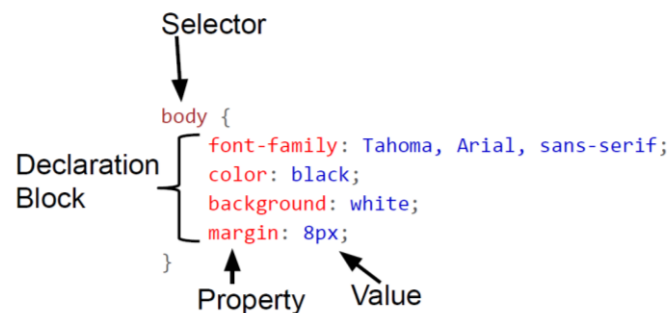 Selector
body {
font-family: Tahoma, Arial, sans-serif;
Declaration
Block
color: black;
background: white;
margin: 8px;
}
Property
Value